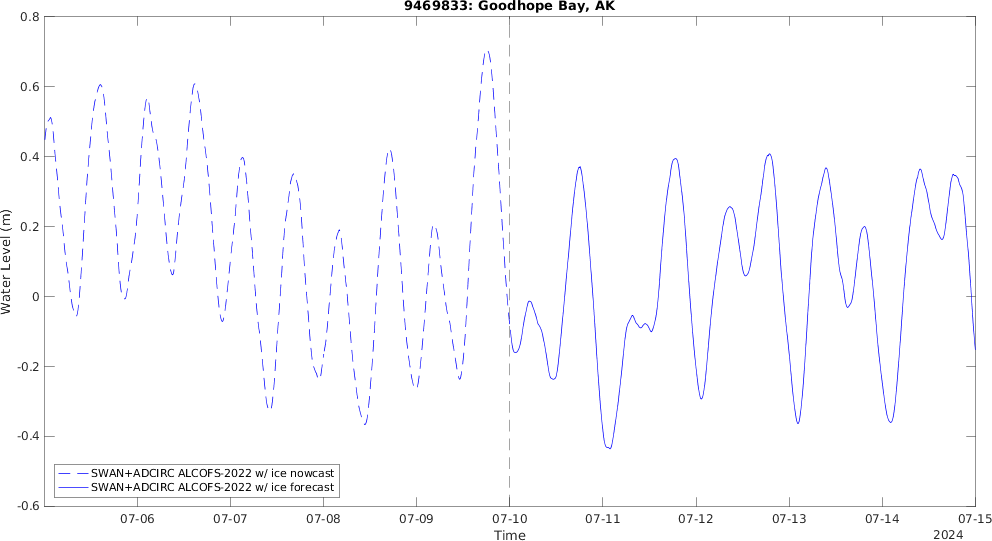 9469833: Goodhope Bay, AK
Water Level (m)
0.8
0.6
0.4
0.2
0
-0.2
-0.4
-0.6
SWAN+ADCIRC ALCOFS-2022 w/ ice nowcast
SWAN+ADCIRC ALCOFS-2022 w/ ice forecast
07-06 07-07 07-08 07-09 07-10 07-11 07-12 07-13 07-14 07-15
Time
2024